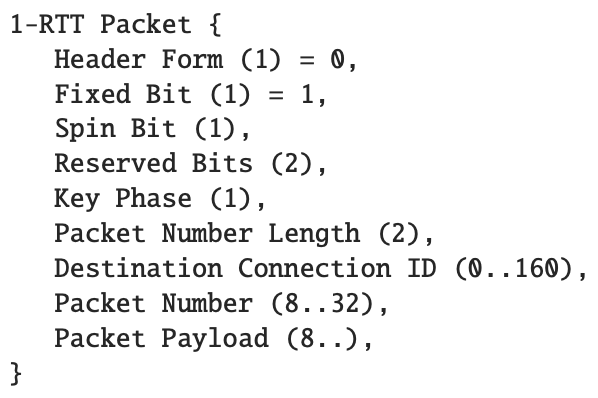 1-RTT Packet {
Header Form (1) = 0,
Fixed Bit (1) = 1,
Spin Bit (1),
Reserved Bits (2),
Key Phase (1),
Packet Number Length (2),
Destination Connection ID (0..160),
Packet Number (8..32),
Packet Payload (8..),
}